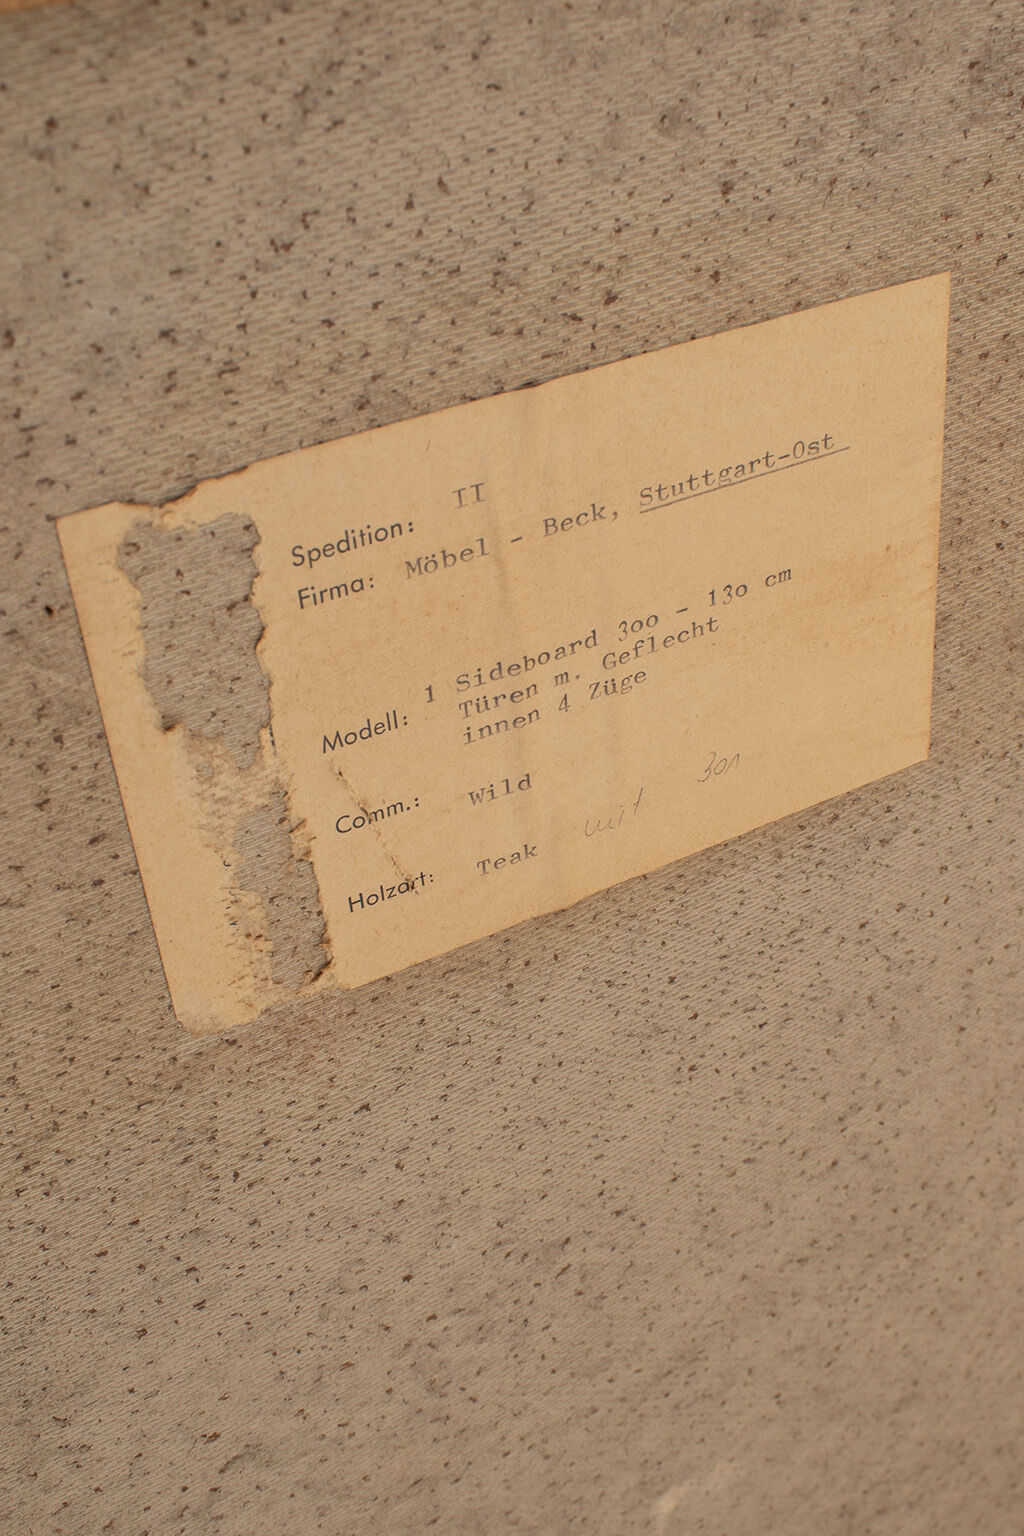 Spedition: II
Firma: Möbel - Beck, Stuttgart-Ost
Modell: 1 Sideboard 300 - 130 cm
Türen m. Geflecht
innen 4 Züge
Comm.: Wild
Holzart: Teak mit